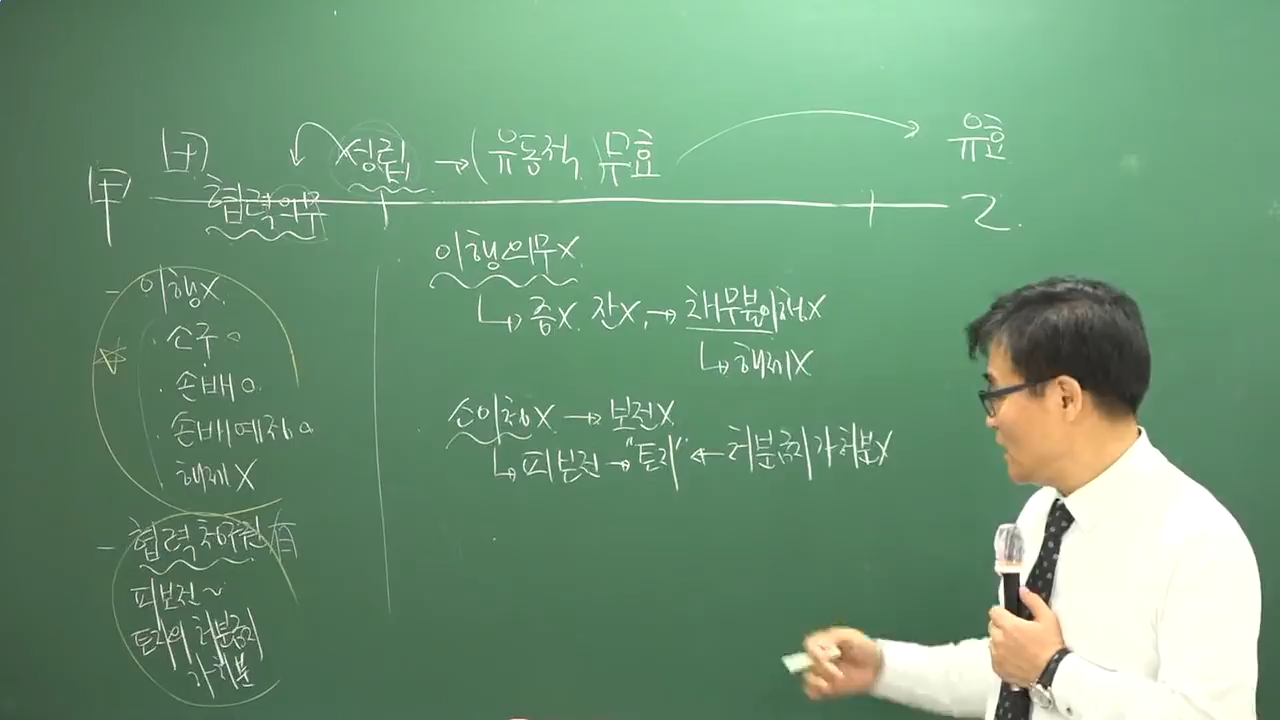 田 성립 → (유동적 무효 유효
甲 협력의무 乙.
이행의무X
- 이행X.
↳ 줌X. 잔X. → 채무불이행X
· 소구○
↳ 해제X
· 손배○.
· 손배예정○
손이청X → 보전X
↳ 피보전 → "토지" ← 처분금지가처분X
해제X
- 협력청구권 有
피보전~
토지의 처분금지
가처분